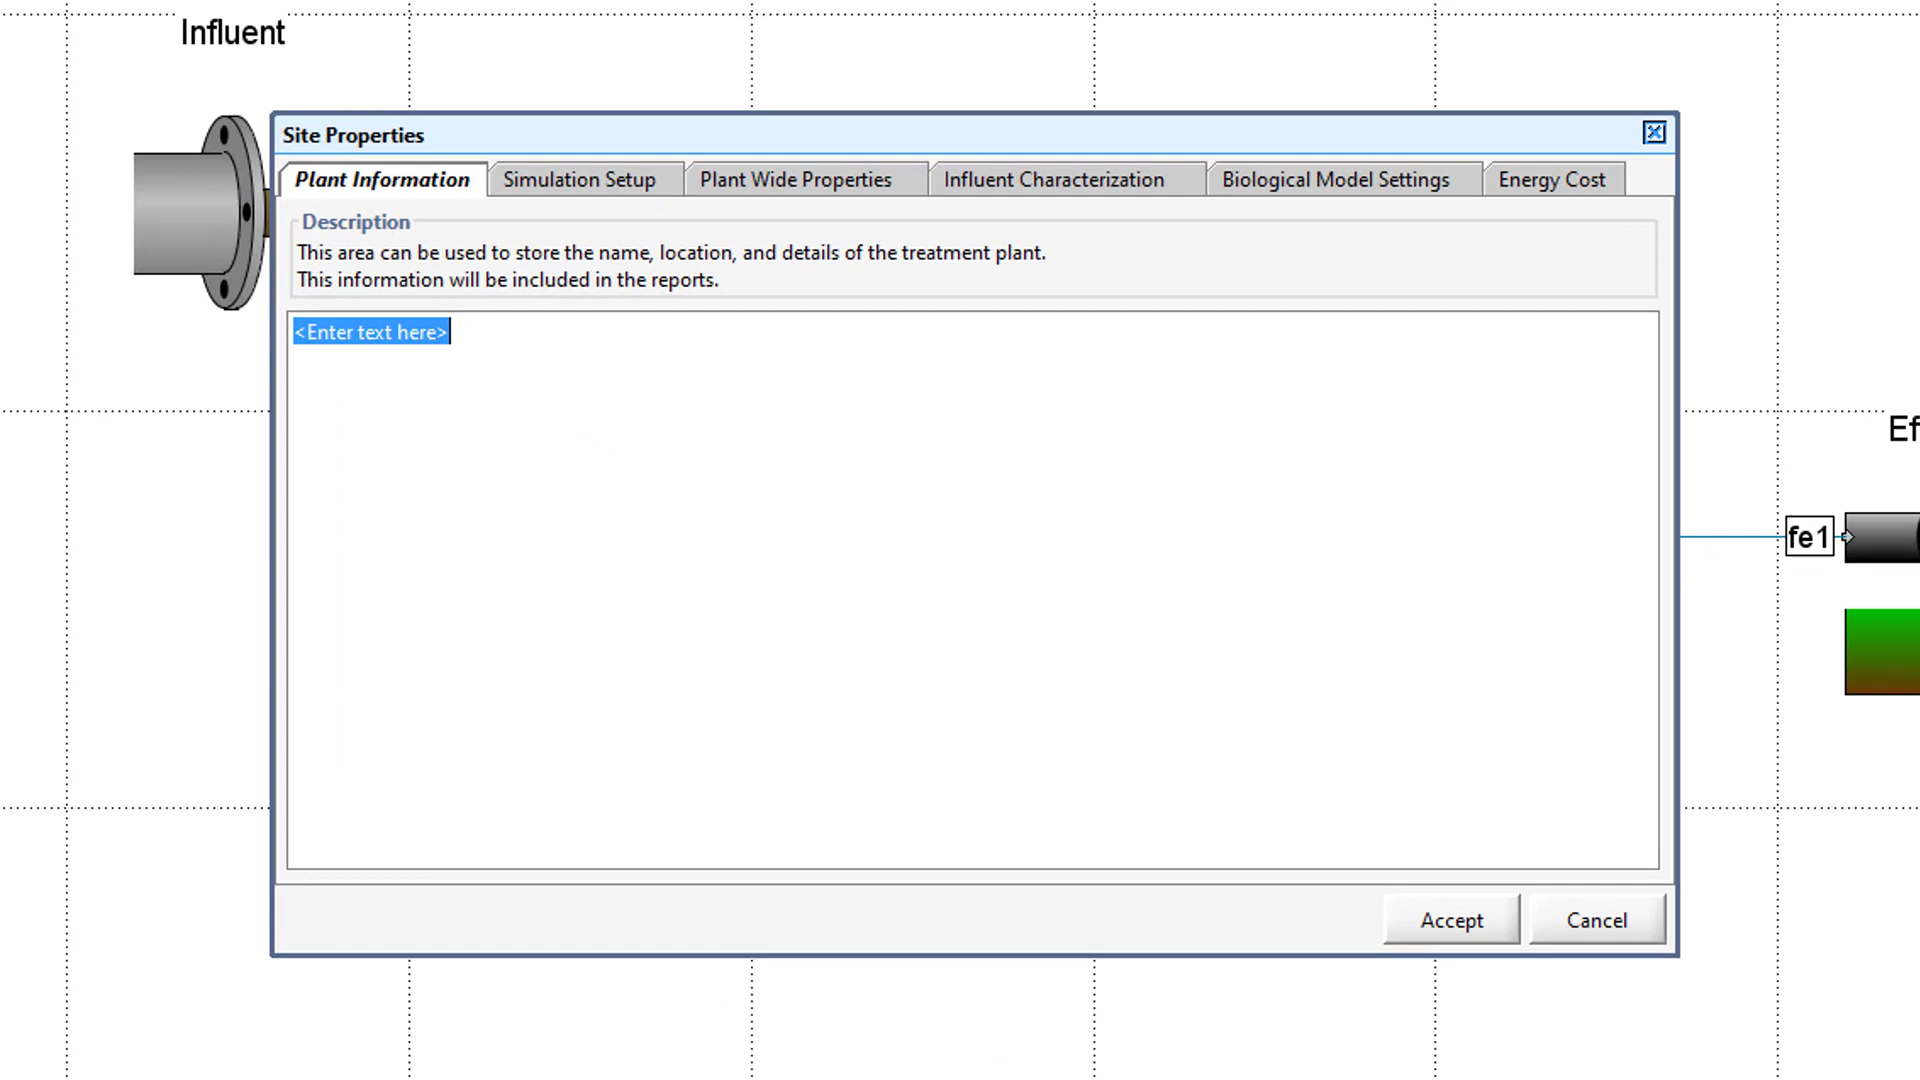 Influent
Site Properties
Plant Information
Simulation Setup
Plant Wide Properties
Influent Characterization
Biological Model Settings
Energy Cost
Description
This area can be used to store the name, location, and details of the treatment plant.
This information will be included in the reports.
<Enter text here>
Ef
fe1
Accept
Cancel